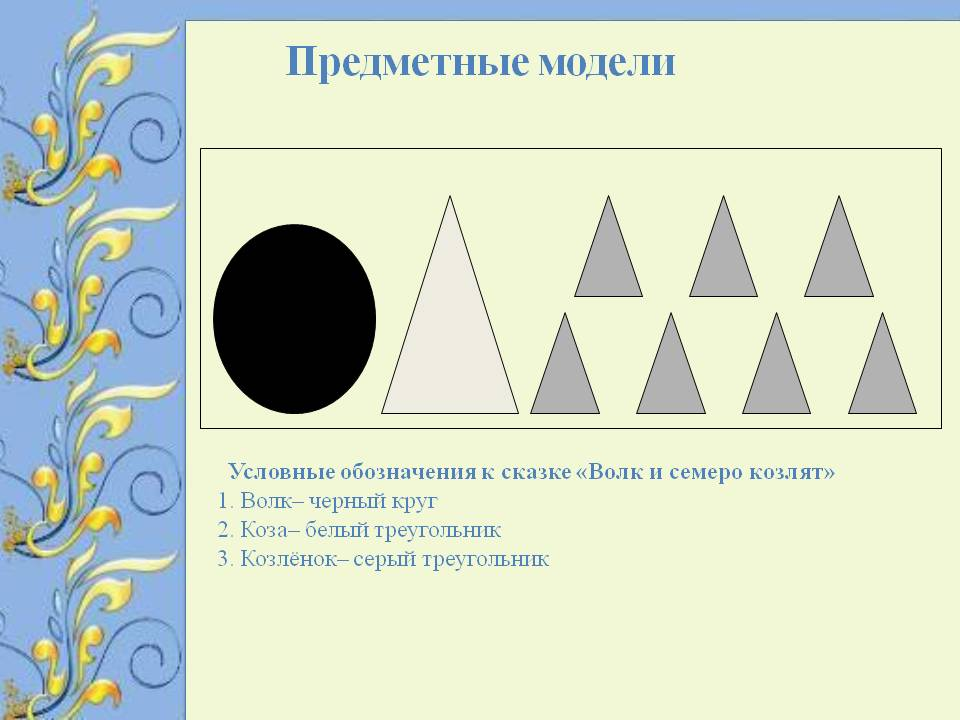 Предметные модели
Условные обозначения к сказке «Волк и семеро козлят»
1. Волк– черный круг
2. Коза– белый треугольник
3. Козлёнок– серый треугольник